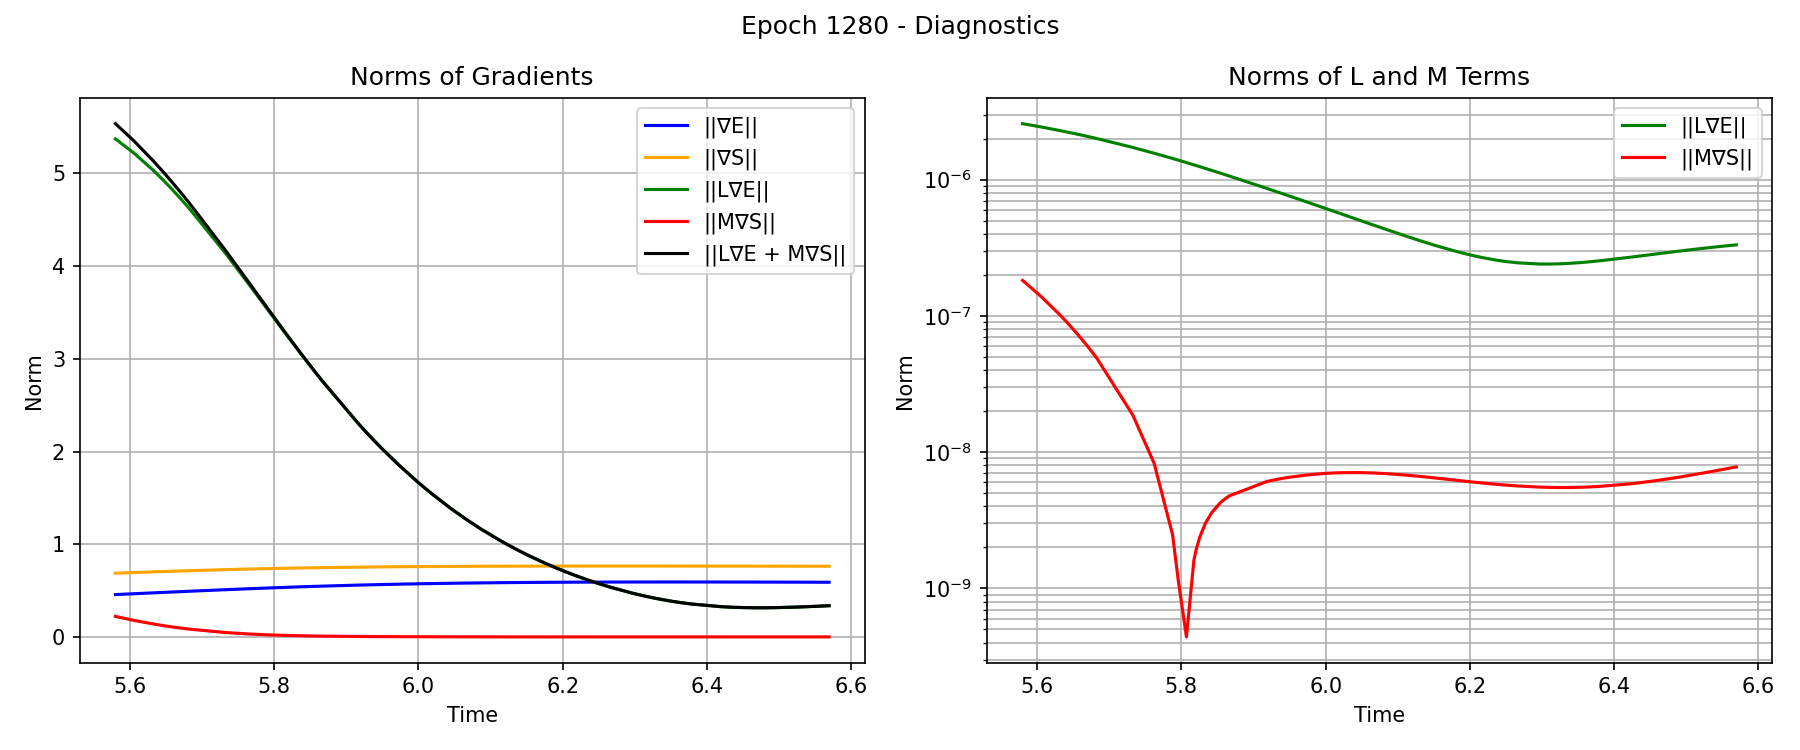 Epoch 1280 - Diagnostics
Norms of Gradients
Norm
5
4
3
2
1
0
||∇E||
||∇S||
||L∇E||
||M∇S||
||L∇E + M∇S||
5.6 5.8 6.0 6.2 6.4 6.6
Time
Norms of L and M Terms
Norm
10⁻⁶
10⁻⁷
10⁻⁸
10⁻⁹
||L∇E||
||M∇S||
5.6 5.8 6.0 6.2 6.4 6.6
Time